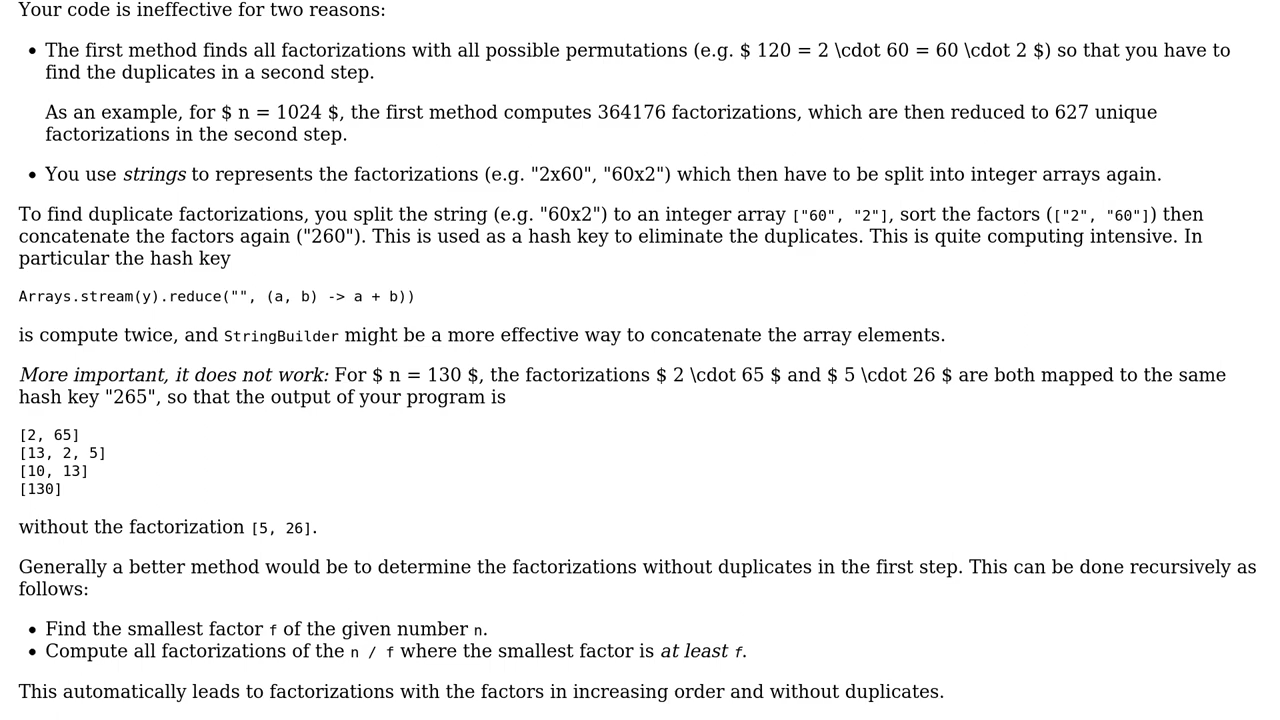 Your code is ineffective for two reasons:
• The first method finds all factorizations with all possible permutations (e.g. $ 120 = 2 \cdot 60 = 60 \cdot 2 $) so that you have to
find the duplicates in a second step.
As an example, for $ n = 1024 $, the first method computes 364176 factorizations, which are then reduced to 627 unique
factorizations in the second step.
• You use strings to represents the factorizations (e.g. "2x60", "60x2") which then have to be split into integer arrays again.
To find duplicate factorizations, you split the string (e.g. "60x2") to an integer array ["60", "2"], sort the factors (["2", "60"]) then
concatenate the factors again ("260"). This is used as a hash key to eliminate the duplicates. This is quite computing intensive. In
particular the hash key
Arrays.stream(y).reduce("", (a, b) -> a + b))
is compute twice, and StringBuilder might be a more effective way to concatenate the array elements.
More important, it does not work: For $ n = 130 $, the factorizations $ 2 \cdot 65 $ and $ 5 \cdot 26 $ are both mapped to the same
hash key "265", so that the output of your program is
[2, 65]
[13, 2, 5]
[10, 13]
[130]
without the factorization [5, 26].
Generally a better method would be to determine the factorizations without duplicates in the first step. This can be done recursively as
follows:
• Find the smallest factor f of the given number n.
• Compute all factorizations of the n / f where the smallest factor is at least f.
This automatically leads to factorizations with the factors in increasing order and without duplicates.